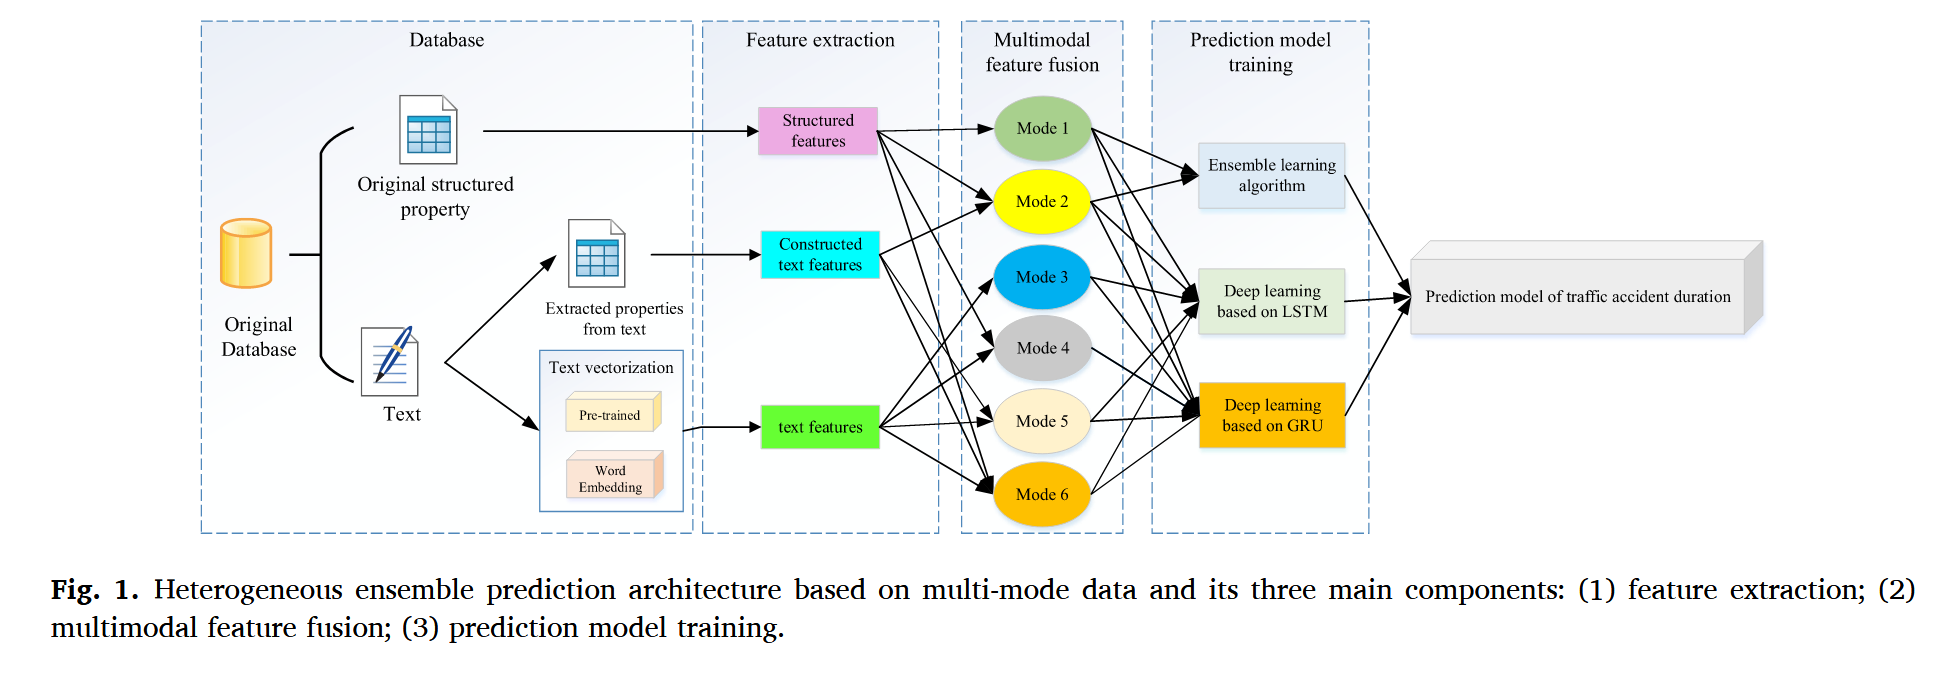 Database
Feature extraction
Multimodal
feature fusion
Prediction model
training
Original structured
property
Original
Database
Text
Extracted properties
from text
Text vectorization
Pre-trained
Word
Embedding
Structured
features
Constructed
text features
text features
Mode 1
Mode 2
Mode 3
Mode 4
Mode 5
Mode 6
Ensemble learning
algorithm
Deep learning
based on LSTM
Deep learning
based on GRU
Prediction model of traffic accident duration
Fig. 1. Heterogeneous ensemble prediction architecture based on multi-mode data and its three main components: (1) feature extraction; (2)
multimodal feature fusion; (3) prediction model training.